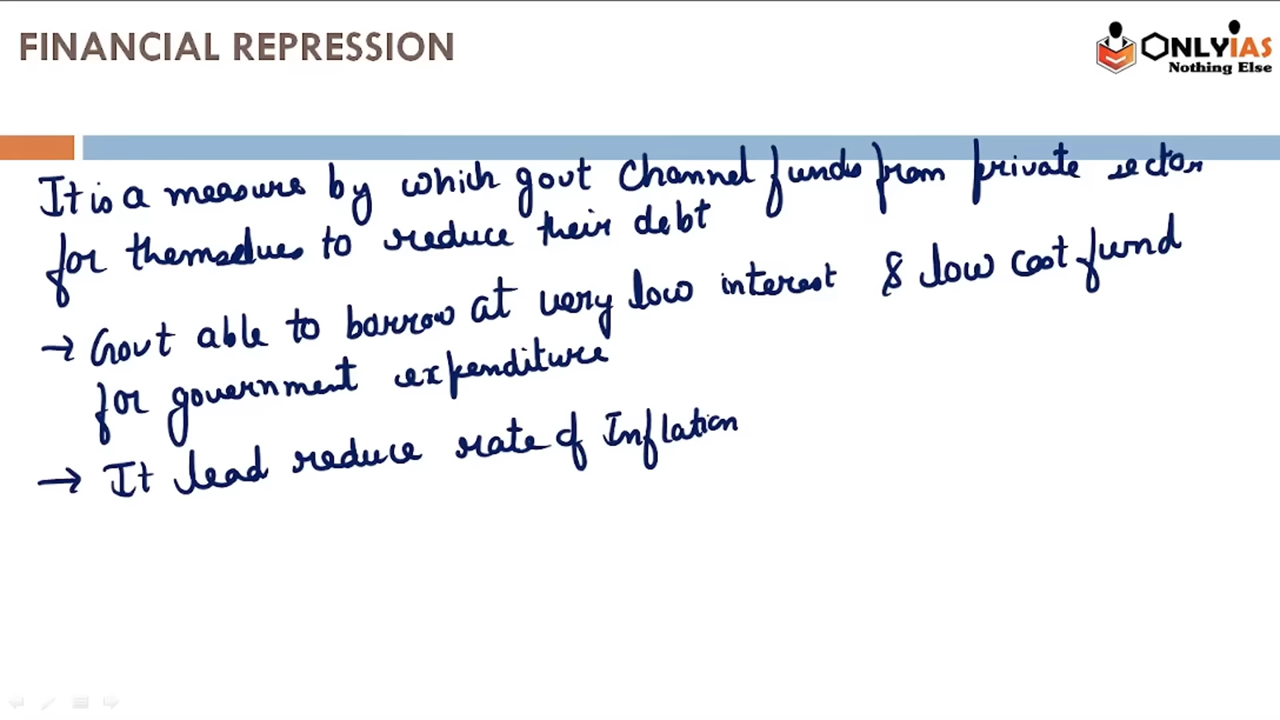 FINANCIAL REPRESSION
ONLYIAS
Nothing Else
It is a measure by which govt channel funds from private sector
for themselves to reduce their debt
→ Govt able to borrow at very low interest & low cost fund
for government expenditure
→ It lead reduce rate of Inflation